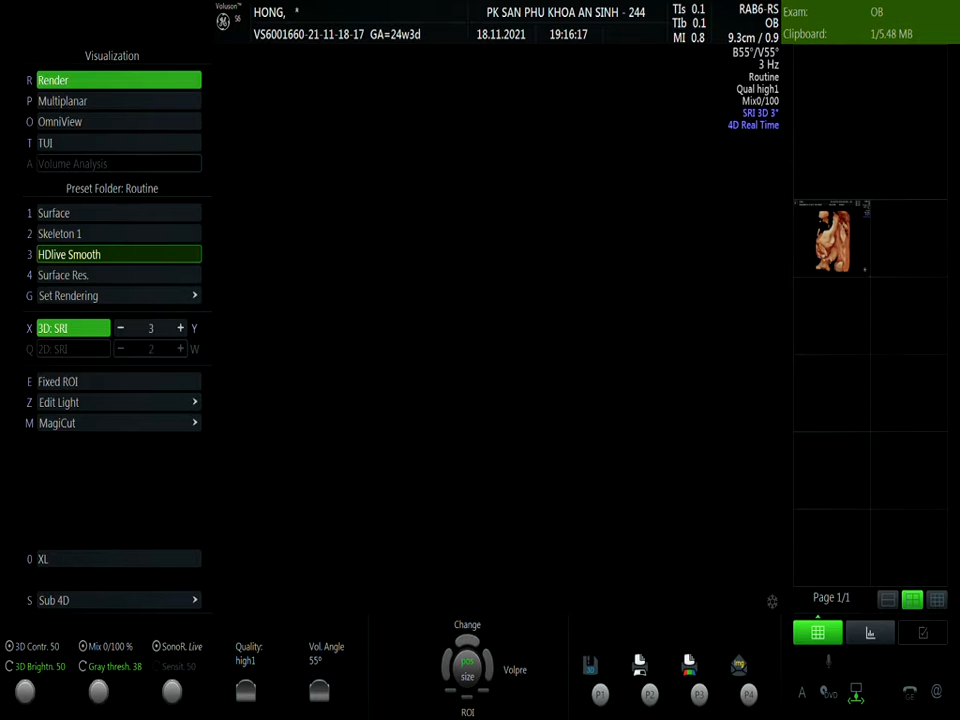 Voluson™
S6
HONG, *
PK SAN PHU KHOA AN SINH - 244
VS6001660-21-11-18-17 GA=24w3d
18.11.2021 19:16:17
TIs 0.1
TIb 0.1
MI 0.8
RAB6-RS
OB
9.3cm / 0.9
B55°/V55°
3 Hz
Routine
Qual high1
Mix0/100
SRI 3D 3*
4D Real Time
Exam: OB
Clipboard: 1/5.48 MB
Visualization
R Render
P Multiplanar
O OmniView
T TUI
A Volume Analysis
Preset Folder: Routine
1 Surface
2 Skeleton 1
3 HDlive Smooth
4 Surface Res.
G Set Rendering >
X 3D: SRI − 3 + Y
Q 2D: SRI − 2 + W
E Fixed ROI
Z Edit Light >
M MagiCut >
0 XL
S Sub 4D >
3D Contr. 50
Mix 0/100 %
SonoR. Live
3D Brightn. 50
Gray thresh. 38
Sensit. 50
Quality:
high1
Vol. Angle
55°
Change
pos
size
Volpre
ROI
3D
img
P1 P2 P3 P4
Page 1/1
A DVD GE @